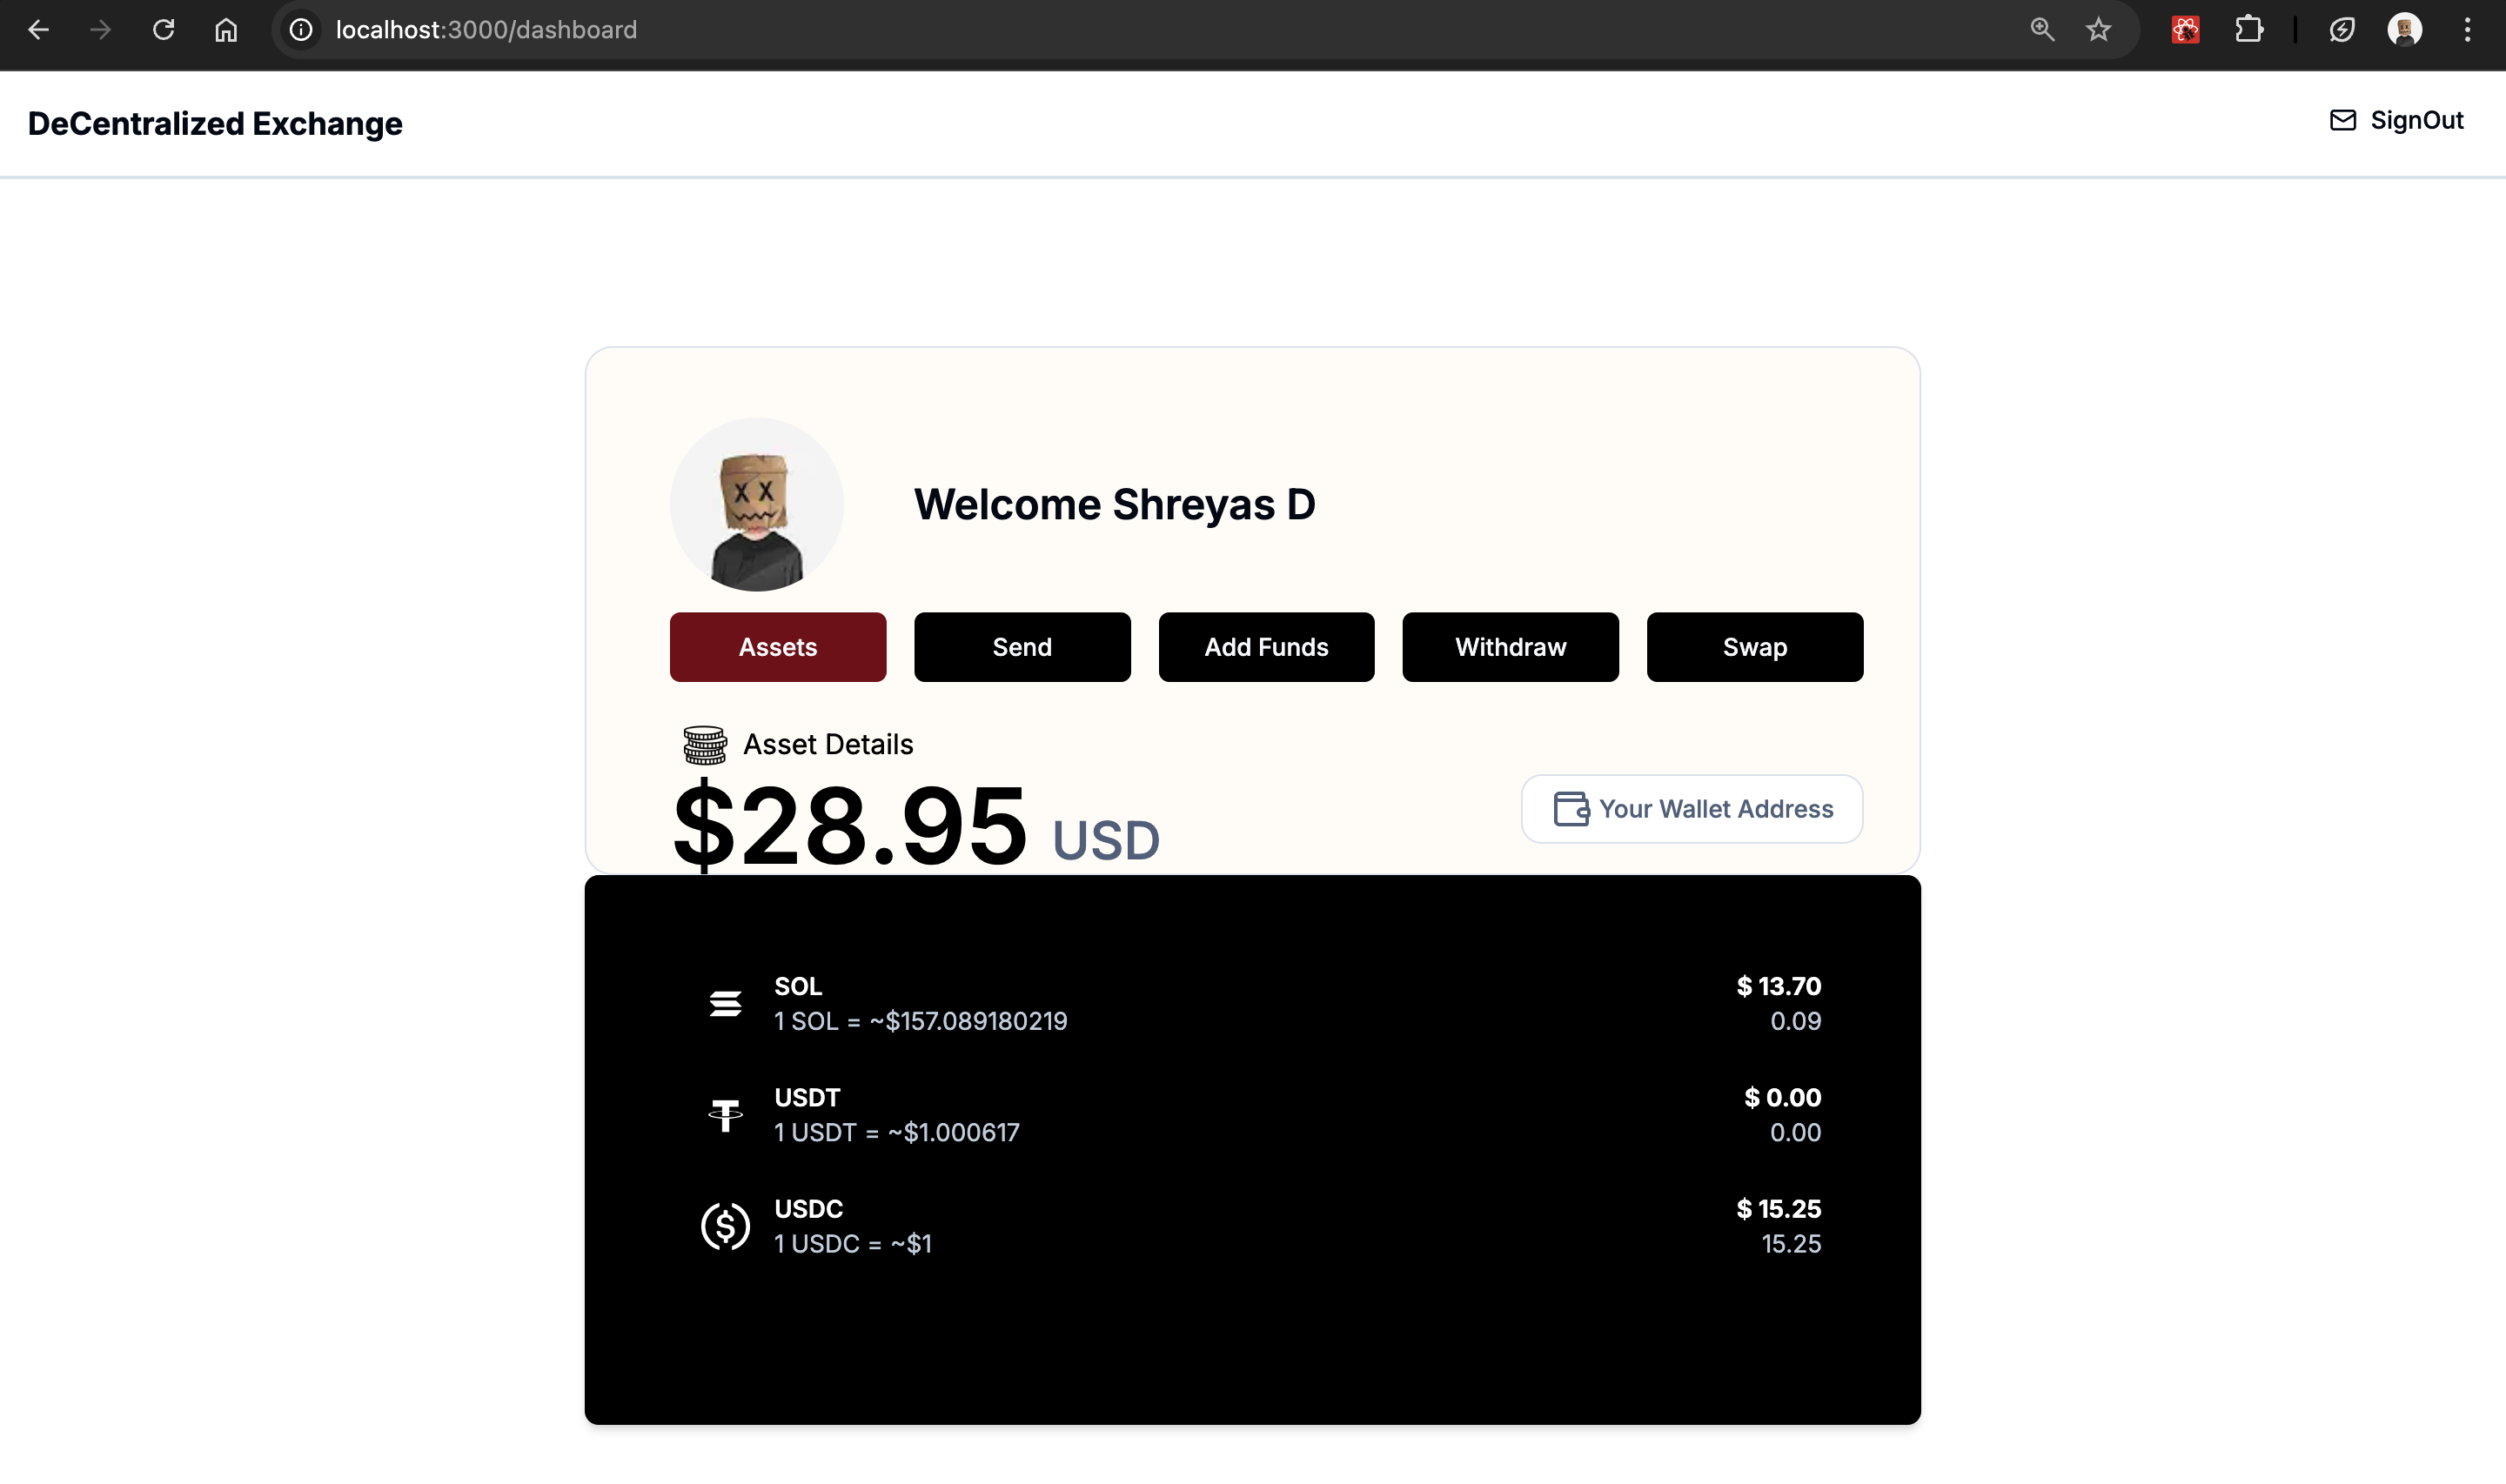 localhost:3000/dashboard
DeCentralized Exchange
SignOut
Welcome Shreyas D
Assets
Send
Add Funds
Withdraw
Swap
Asset Details
$28.95 USD
Your Wallet Address
SOL
$ 13.70
1 SOL = ~$157.089180219
0.09
USDT
$ 0.00
1 USDT = ~$1.000617
0.00
USDC
$ 15.25
1 USDC = ~$1
15.25